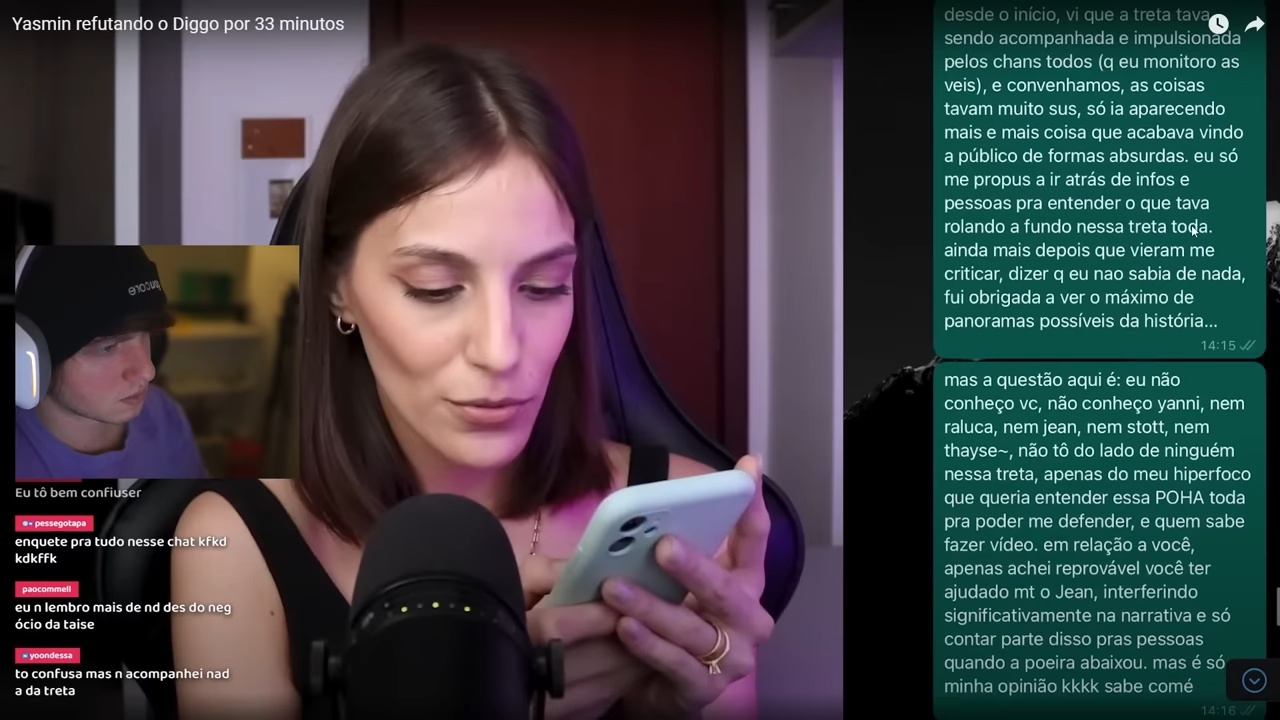 Yasmin refutando o Diggo por 33 minutos
desde o início, vi que a treta tava
sendo acompanhada e impulsionada
pelos chans todos (q eu monitoro as
veis), e convenhamos, as coisas
tavam muito sus, só ia aparecendo
mais e mais coisa que acabava vindo
a público de formas absurdas. eu só
me propus a ir atrás de infos e
pessoas pra entender o que tava
rolando a fundo nessa treta toda.
ainda mais depois que vieram me
criticar, dizer q eu nao sabia de nada,
fui obrigada a ver o máximo de
panoramas possíveis da história...
14:15
mas a questão aqui é: eu não
conheço vc, não conheço yanni, nem
raluca, nem jean, nem stott, nem
thayse~, não tô do lado de ninguém
nessa treta, apenas do meu hiperfoco
que queria entender essa POHA toda
pra poder me defender, e quem sabe
fazer vídeo. em relação a você,
apenas achei reprovável você ter
ajudado mt o Jean, interferindo
significativamente na narrativa e só
contar parte disso pras pessoas
quando a poeira abaixou. mas é só
minha opinião kkkk sabe comé
14:16
Eu tô bem confiuser
pessegotapa
enquete pra tudo nesse chat kfkd
kdkffk
paocommell
eu n lembro mais de nd des do neg
ócio da taise
yoondessa
to confusa mas n acompanhei nad
a da treta